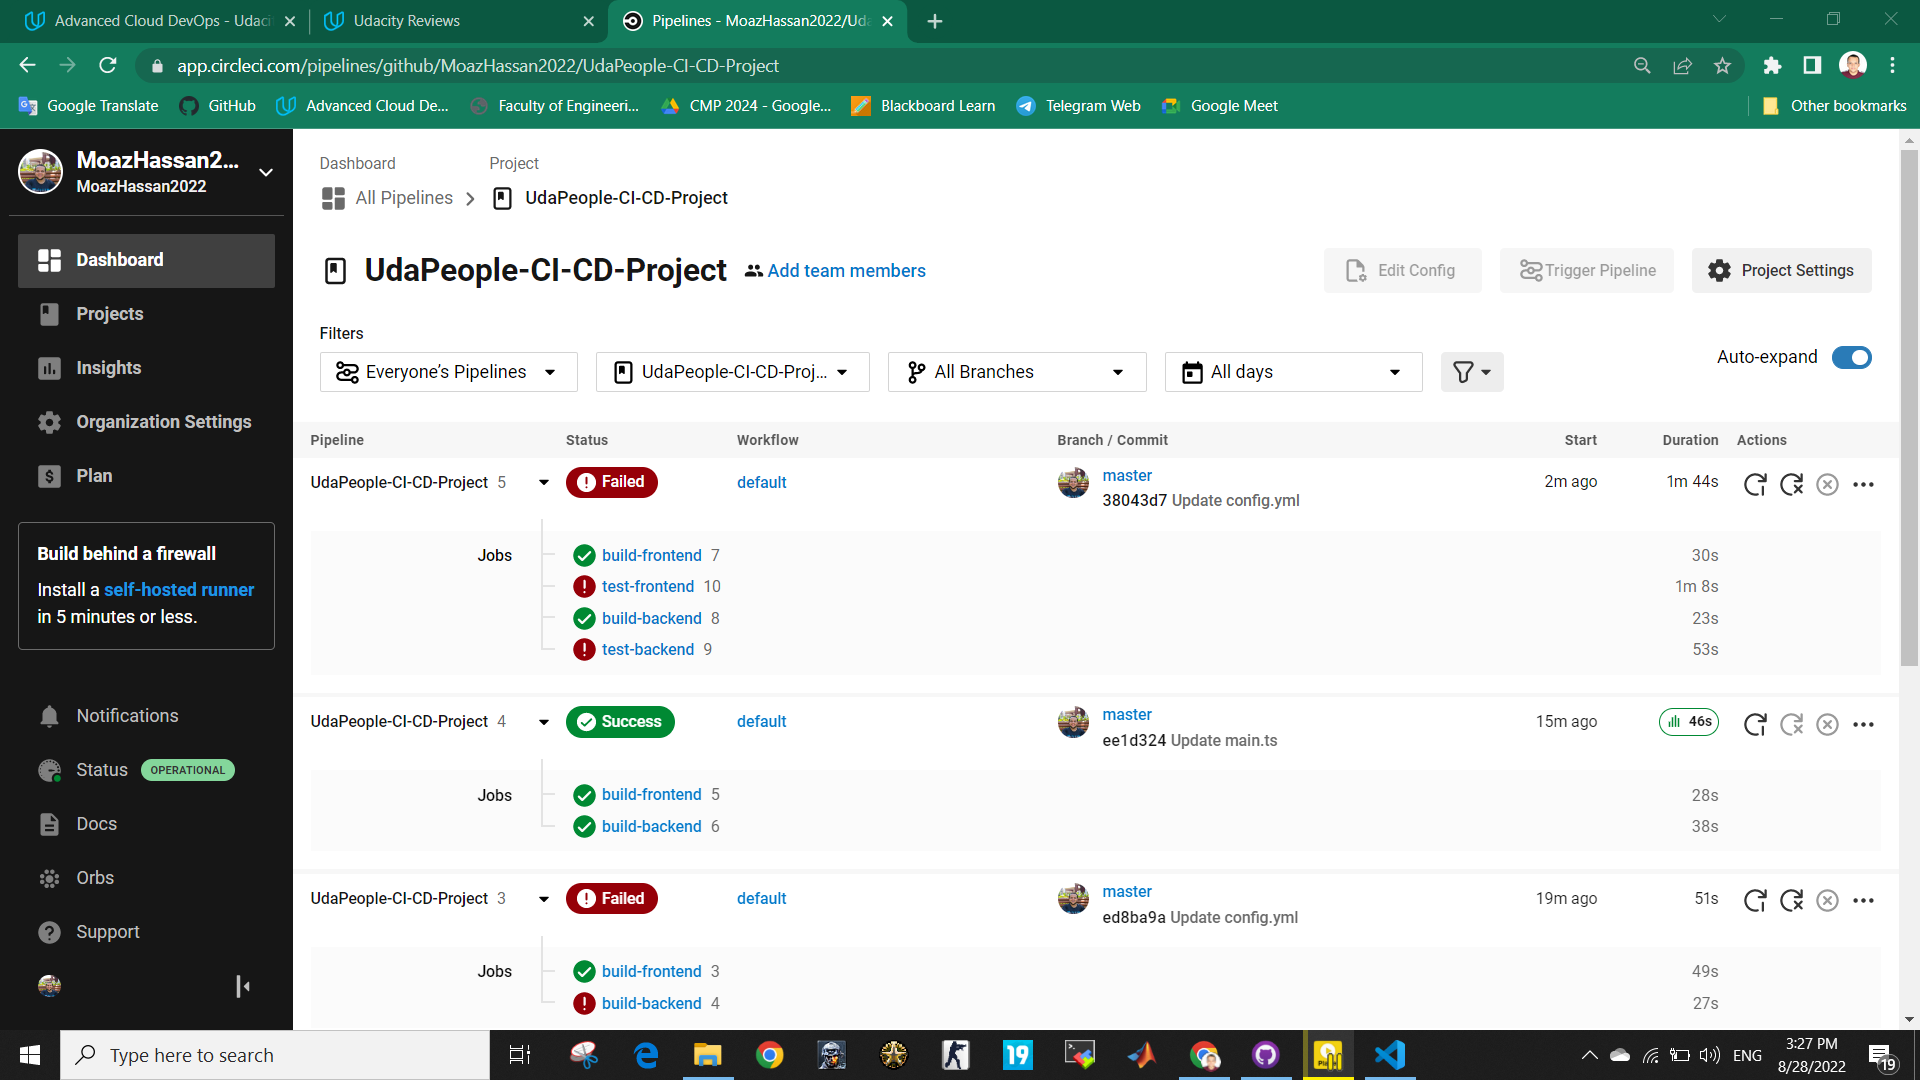 Advanced Cloud DevOps - Udaci
Udacity Reviews
Pipelines - MoazHassan2022/Uda
app.circleci.com/pipelines/github/MoazHassan2022/UdaPeople-CI-CD-Project
Google Translate
GitHub
Advanced Cloud De...
Faculty of Engineeri...
CMP 2024 - Google...
Blackboard Learn
Telegram Web
Google Meet
Other bookmarks
MoazHassan2...
MoazHassan2022
Dashboard
Projects
Insights
Organization Settings
Plan
Build behind a firewall
Install a self-hosted runner
in 5 minutes or less.
Notifications
Status OPERATIONAL
Docs
Orbs
Support
Dashboard Project
All Pipelines UdaPeople-CI-CD-Project
UdaPeople-CI-CD-Project Add team members
Edit Config
Trigger Pipeline
Project Settings
Filters
Everyone's Pipelines
UdaPeople-CI-CD-Proj...
All Branches
All days
Auto-expand
Pipeline Status Workflow Branch / Commit Start Duration Actions
UdaPeople-CI-CD-Project 5 Failed default master 2m ago 1m 44s
38043d7 Update config.yml
Jobs build-frontend 7 30s
test-frontend 10 1m 8s
build-backend 8 23s
test-backend 9 53s
UdaPeople-CI-CD-Project 4 Success default master 15m ago 46s
ee1d324 Update main.ts
Jobs build-frontend 5 28s
build-backend 6 38s
UdaPeople-CI-CD-Project 3 Failed default master 19m ago 51s
ed8ba9a Update config.yml
Jobs build-frontend 3 49s
build-backend 4 27s
Type here to search
19
ENG
3:27 PM
8/28/2022
19